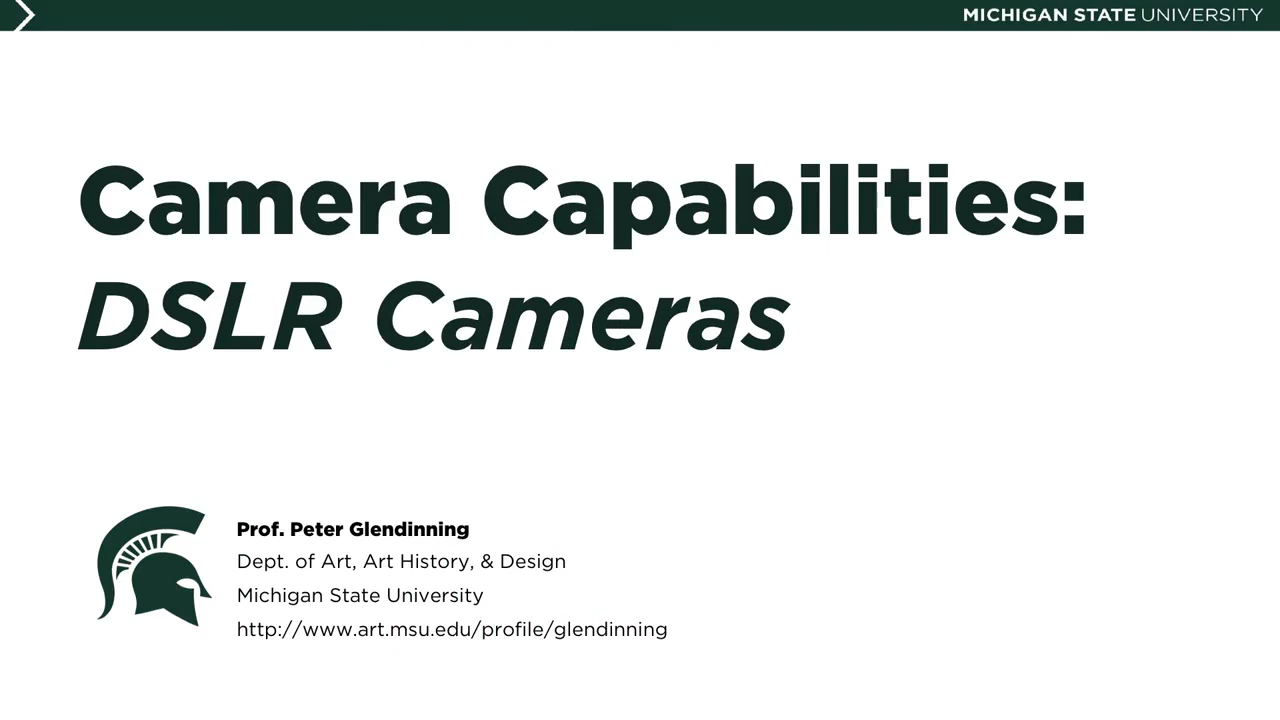 MICHIGAN STATE UNIVERSITY
Camera Capabilities:
DSLR Cameras
Prof. Peter Glendinning
Dept. of Art, Art History, & Design
Michigan State University
http://www.art.msu.edu/profile/glendinning